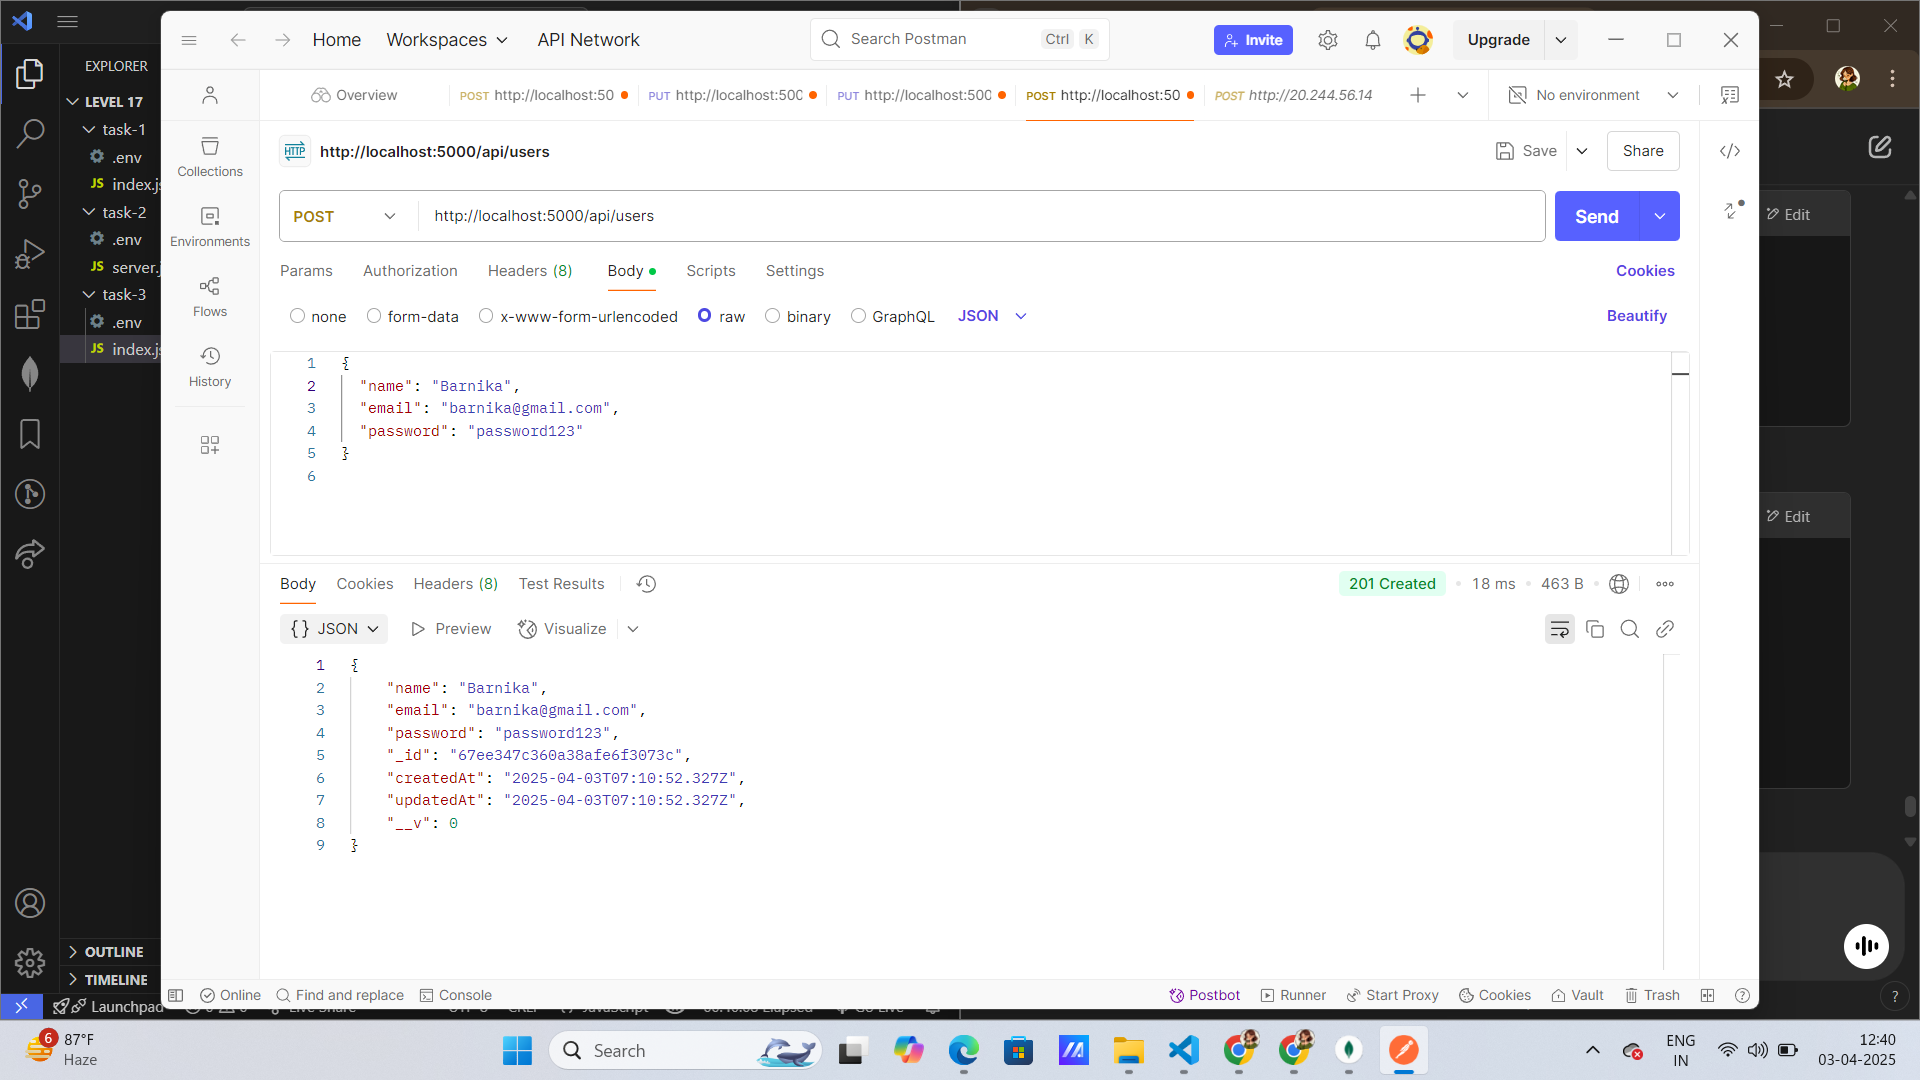 Home
Workspaces
API Network
Search Postman
Ctrl
K
Invite
Upgrade
EXPLORER
LEVEL 17
task-1
.env
JS index.js
task-2
.env
JS server.j
task-3
.env
JS index.js
OUTLINE
TIMELINE
Launchpad
Overview
POST http://localhost:50
PUT http://localhost:500
PUT http://localhost:500
POST http://localhost:50
POST http://20.244.56.14
No environment
Collections
Environments
Flows
History
HTTP
http://localhost:5000/api/users
Save
Share
POST
http://localhost:5000/api/users
Send
Params
Authorization
Headers (8)
Body
Scripts
Settings
Cookies
none
form-data
x-www-form-urlencoded
raw
binary
GraphQL
JSON
Beautify
1 {
2 "name": "Barnika",
3 "email": "barnika@gmail.com",
4 "password": "password123"
5 }
6
Body
Cookies
Headers (8)
Test Results
201 Created
18 ms
463 B
{} JSON
Preview
Visualize
1 {
2 "name": "Barnika",
3 "email": "barnika@gmail.com",
4 "password": "password123",
5 "_id": "67ee347c360a38afe6f3073c",
6 "createdAt": "2025-04-03T07:10:52.327Z",
7 "updatedAt": "2025-04-03T07:10:52.327Z",
8 "__v": 0
9 }
Edit
Edit
?
Online
Find and replace
Console
Postbot
Runner
Start Proxy
Cookies
Vault
Trash
6
87°F
Haze
Search
ENG
IN
12:40
03-04-2025